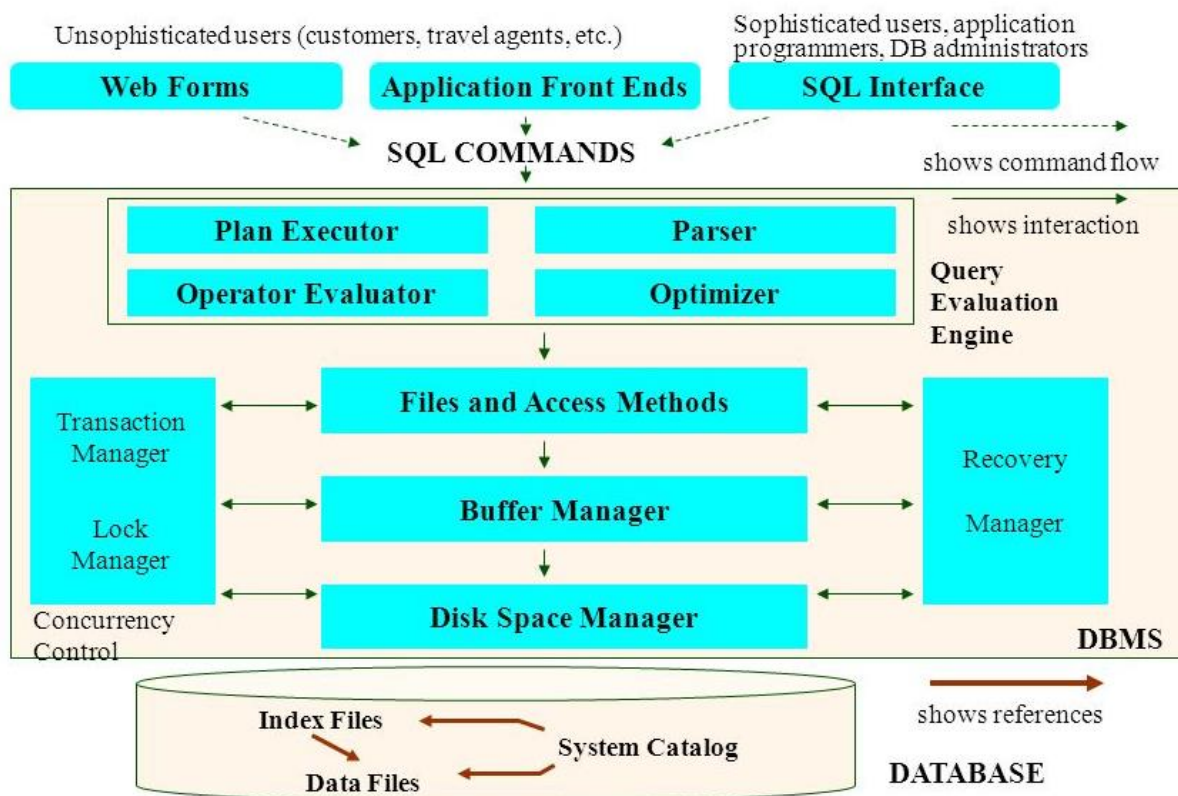 Unsophisticated users (customers, travel agents, etc.)
Sophisticated users, application
programmers, DB administrators
Web Forms
Application Front Ends
SQL Interface
SQL COMMANDS
shows command flow
shows interaction
Plan Executor
Parser
Operator Evaluator
Optimizer
Query
Evaluation
Engine
Files and Access Methods
Transaction
Manager
Lock
Manager
Recovery
Manager
Buffer Manager
Disk Space Manager
Concurrency
Control
DBMS
Index Files
System Catalog
Data Files
shows references
DATABASE